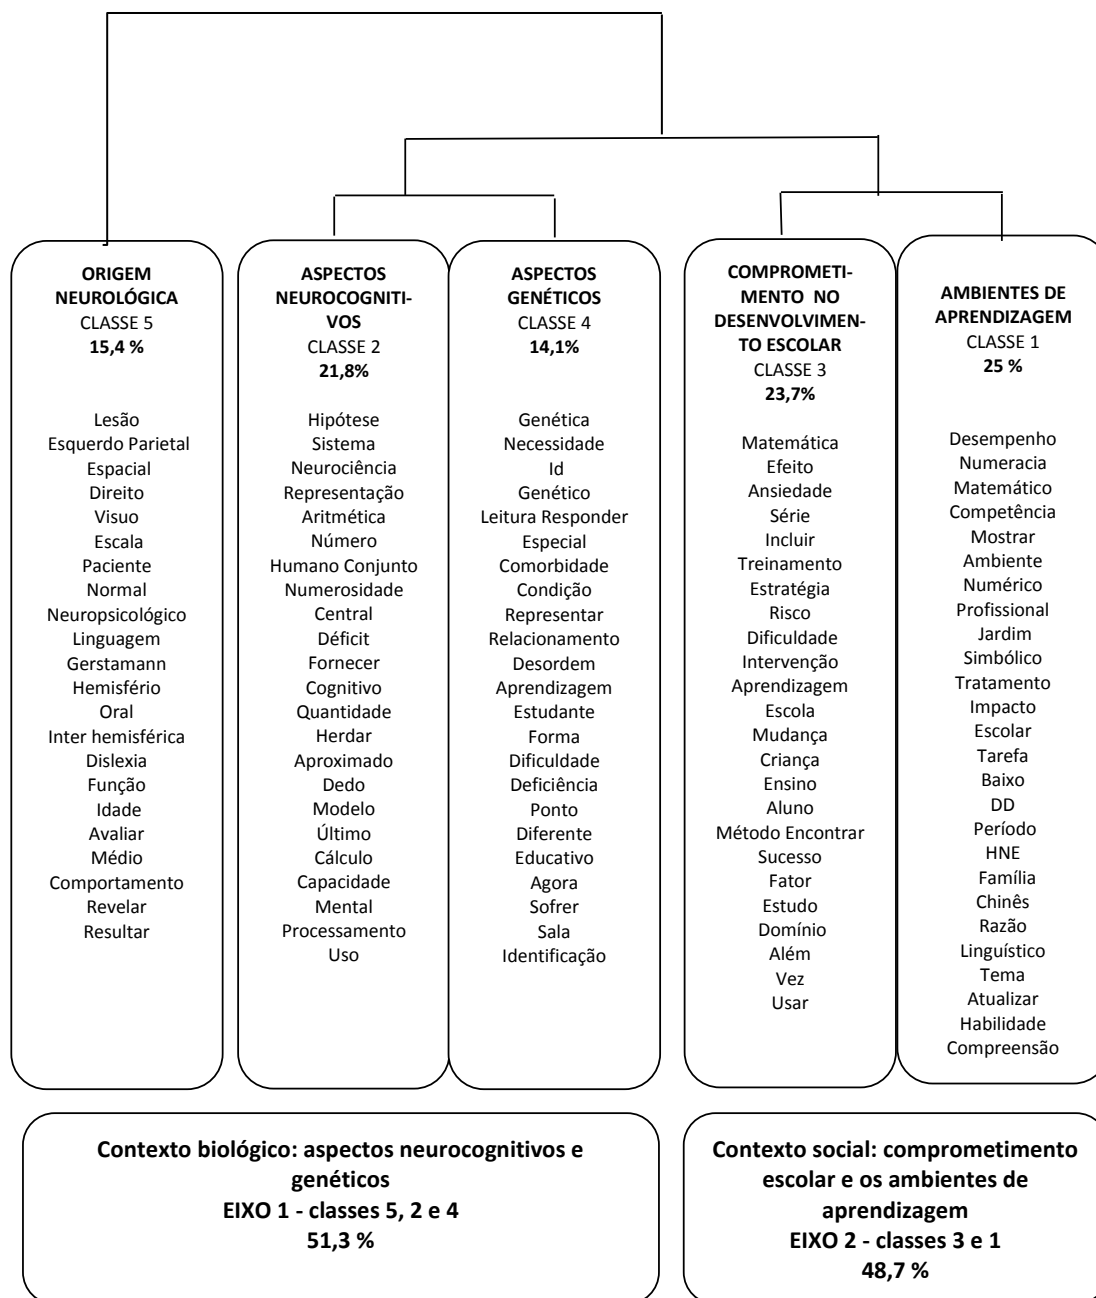 ORIGEM
NEUROLÓGICA
CLASSE 5
15,4 %
Lesão
Esquerdo Parietal
Espacial
Direito
Visuo
Escala
Paciente
Normal
Neuropsicológico
Linguagem
Gerstamann
Hemisfério
Oral
Inter hemisférica
Dislexia
Função
Idade
Avaliar
Médio
Comportamento
Revelar
Resultar
ASPECTOS
NEUROCOGNITI-
VOS
CLASSE 2
21,8%
Hipótese
Sistema
Neurociência
Representação
Aritmética
Número
Humano Conjunto
Numerosidade
Central
Déficit
Fornecer
Cognitivo
Quantidade
Herdar
Aproximado
Dedo
Modelo
Último
Cálculo
Capacidade
Mental
Processamento
Uso
ASPECTOS
GENÉTICOS
CLASSE 4
14,1%
Genética
Necessidade
Id
Genético
Leitura Responder
Especial
Comorbidade
Condição
Representar
Relacionamento
Desordem
Aprendizagem
Estudante
Forma
Dificuldade
Deficiência
Ponto
Diferente
Educativo
Agora
Sofrer
Sala
Identificação
COMPROMETI-
MENTO  NO
DESENVOLVIMEN-
TO ESCOLAR
CLASSE 3
23,7%
Matemática
Efeito
Ansiedade
Série
Incluir
Treinamento
Estratégia
Risco
Dificuldade
Intervenção
Aprendizagem
Escola
Mudança
Criança
Ensino
Aluno
Método Encontrar
Sucesso
Fator
Estudo
Domínio
Além
Vez
Usar
AMBIENTES DE
APRENDIZAGEM
CLASSE 1
25 %
Desempenho
Numeracia
Matemático
Competência
Mostrar
Ambiente
Numérico
Profissional
Jardim
Simbólico
Tratamento
Impacto
Escolar
Tarefa
Baixo
DD
Período
HNE
Família
Chinês
Razão
Linguístico
Tema
Atualizar
Habilidade
Compreensão
Contexto biológico: aspectos neurocognitivos e
genéticos
EIXO 1 - classes 5, 2 e 4
51,3 %
Contexto social: comprometimento
escolar e os ambientes de
aprendizagem
EIXO 2 - classes 3 e 1
48,7 %